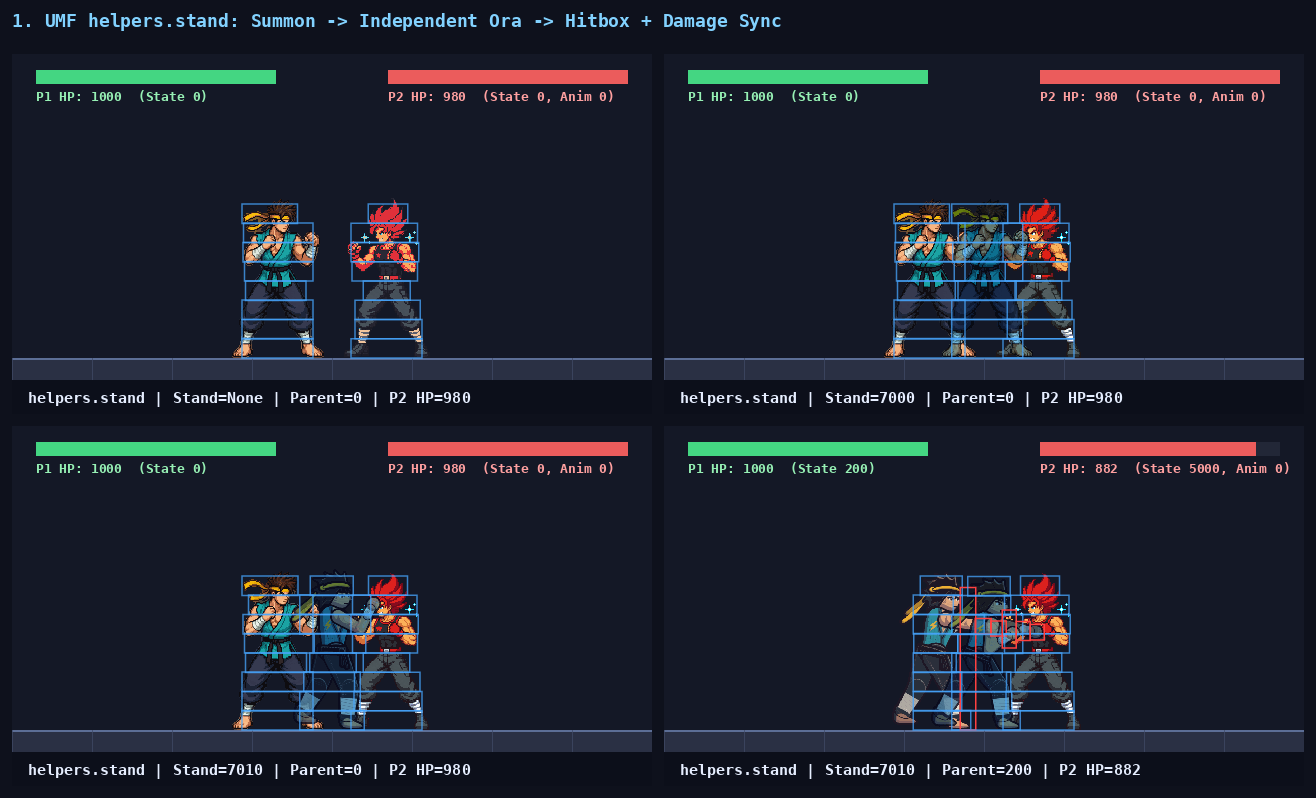 1. UMF helpers.stand: Summon -> Independent Ora -> Hitbox + Damage Sync
P1 HP: 1000  (State 0)
P2 HP: 980  (State 0, Anim 0)
helpers.stand | Stand=None | Parent=0 | P2 HP=980
P1 HP: 1000  (State 0)
P2 HP: 980  (State 0, Anim 0)
helpers.stand | Stand=7000 | Parent=0 | P2 HP=980
P1 HP: 1000  (State 0)
P2 HP: 980  (State 0, Anim 0)
helpers.stand | Stand=7010 | Parent=0 | P2 HP=980
P1 HP: 1000  (State 200)
P2 HP: 882  (State 5000, Anim 0)
helpers.stand | Stand=7010 | Parent=200 | P2 HP=882